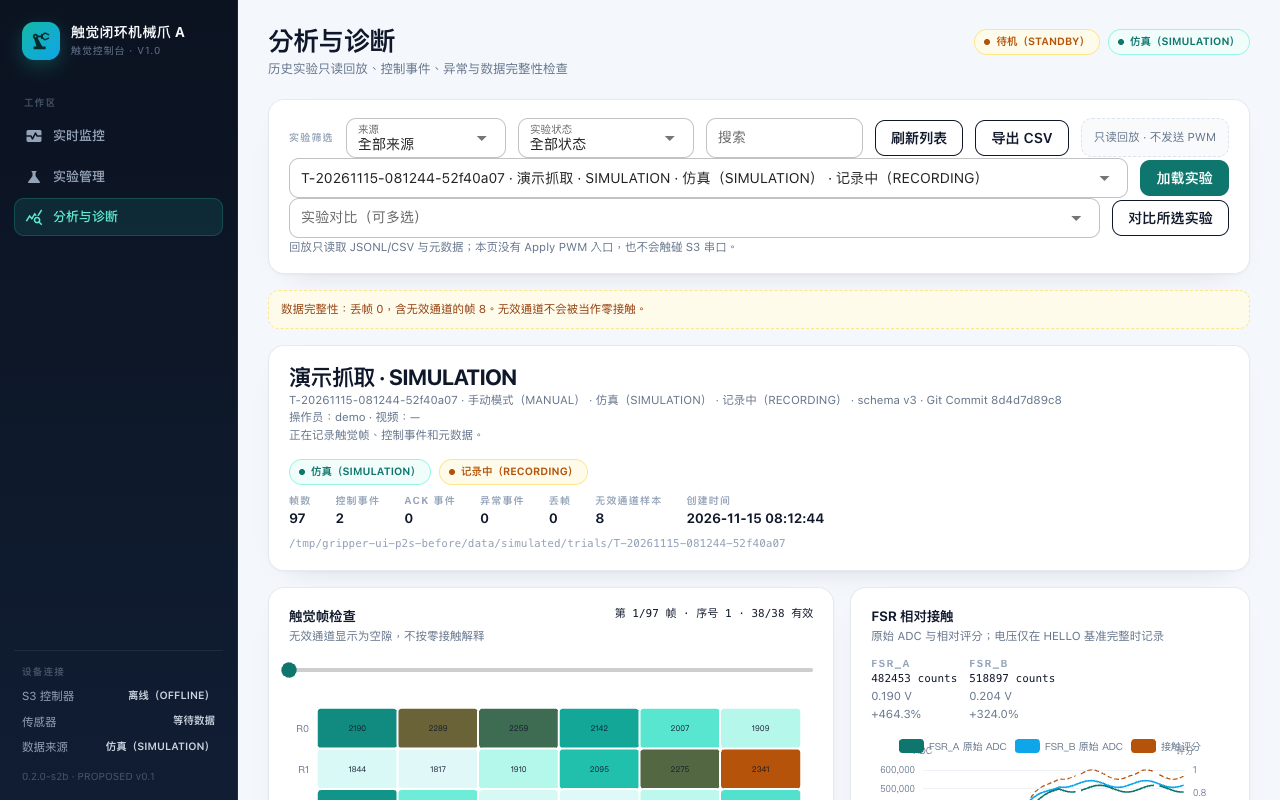 触觉闭环机械爪 A
触觉控制台 · V1.0
工作区
实时监控
实验管理
分析与诊断
设备连接
S3 控制器 离线（OFFLINE）
传感器 等待数据
数据来源 仿真（SIMULATION）
0.2.0-s2b · PROPOSED v0.1
分析与诊断
历史实验只读回放、控制事件、异常与数据完整性检查
待机（STANDBY）
仿真（SIMULATION）
实验筛选
来源
全部来源
实验状态
全部状态
搜索
刷新列表
导出 CSV
只读回放 · 不发送 PWM
T-20261115-081244-52f40a07 · 演示抓取 · SIMULATION · 仿真（SIMULATION） · 记录中（RECORDING）
加载实验
实验对比（可多选）
对比所选实验
回放只读取 JSONL/CSV 与元数据；本页没有 Apply PWM 入口，也不会触碰 S3 串口。
数据完整性：丢帧 0，含无效通道的帧 8。无效通道不会被当作零接触。
演示抓取 · SIMULATION
T-20261115-081244-52f40a07 · 手动模式（MANUAL） · 仿真（SIMULATION） · 记录中（RECORDING） · schema v3 · Git Commit 8d4d7d89c8
操作员：demo · 视频：—
正在记录触觉帧、控制事件和元数据。
仿真（SIMULATION）
记录中（RECORDING）
帧数 控制事件 ACK 事件 异常事件 丢帧 无效通道样本 创建时间
97 2 0 0 0 8 2026-11-15 08:12:44
/tmp/gripper-ui-p2s-before/data/simulated/trials/T-20261115-081244-52f40a07
触觉帧检查
第 1/97 帧 · 序号 1 · 38/38 有效
无效通道显示为空隙，不按零接触解释
R0 2190 2269 2259 2142 2007 1909
R1 1844 1817 1910 2095 2275 2341
FSR 相对接触
原始 ADC 与相对评分；电压仅在 HELLO 基准完整时记录
FSR_A FSR_B
482453 counts 518897 counts
0.190 V 0.204 V
+464.3% +324.0%
FSR_A 原始 ADC FSR_B 原始 ADC 接触评分
ADC 评分
600,000 1
500,000 0.8